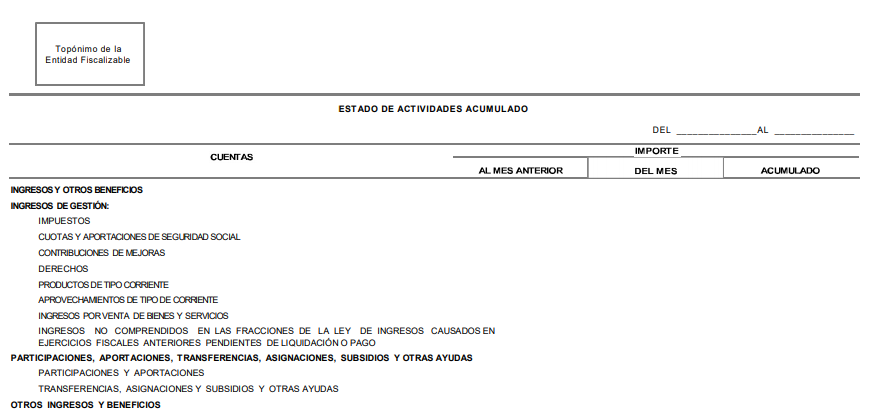 Topónimo de la
Entidad Fiscalizable
ESTADO DE ACTIVIDADES ACUMULADO
DEL _______________ AL _______________
CUENTAS
IMPORTE
AL MES ANTERIOR
DEL MES
ACUMULADO
INGRESOS Y OTROS BENEFICIOS
INGRESOS DE GESTIÓN:
IMPUESTOS
CUOTAS Y APORTACIONES DE SEGURIDAD SOCIAL
CONTRIBUCIONES DE MEJORAS
DERECHOS
PRODUCTOS DE TIPO CORRIENTE
APROVECHAMIENTOS DE TIPO DE CORRIENTE
INGRESOS POR VENTA DE BIENES Y SERVICIOS
INGRESOS NO COMPRENDIDOS EN LAS FRACCIONES DE LA LEY DE INGRESOS CAUSADOS EN
EJERCICIOS FISCALES ANTERIORES PENDIENTES DE LIQUIDACIÓN O PAGO
PARTICIPACIONES, APORTACIONES, TRANSFERENCIAS, ASIGNACIONES, SUBSIDIOS Y OTRAS AYUDAS
PARTICIPACIONES Y APORTACIONES
TRANSFERENCIAS, ASIGNACIONES Y SUBSIDIOS Y OTRAS AYUDAS
OTROS INGRESOS Y BENEFICIOS